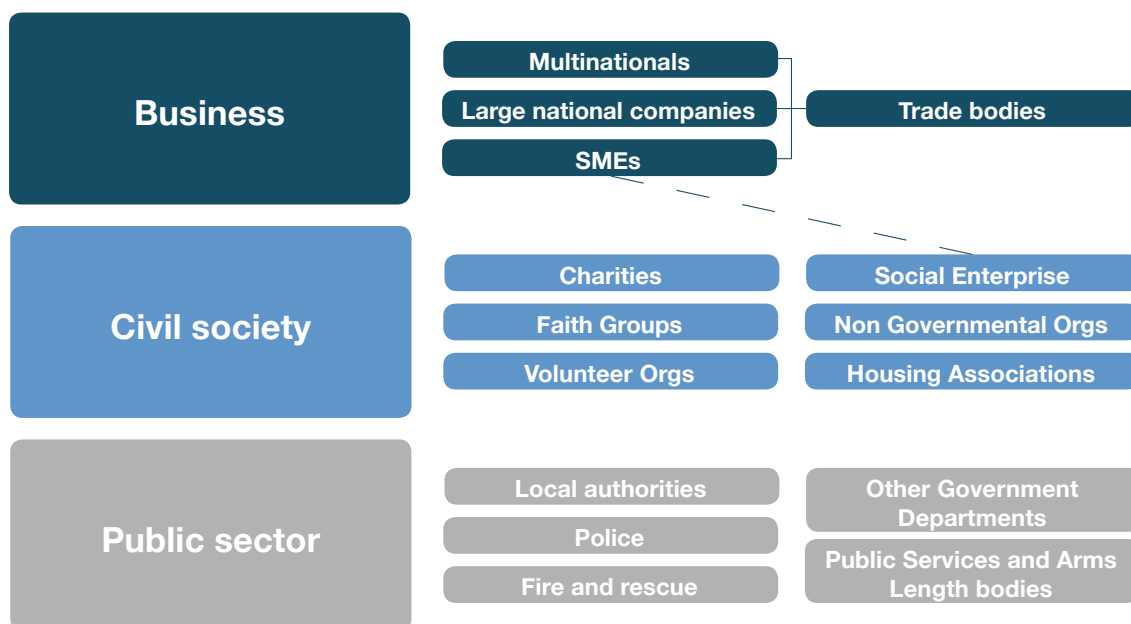 Business
Multinationals
Large national companies
SMEs
Trade bodies
Civil society
Charities
Faith Groups
Volunteer Orgs
Social Enterprise
Non Governmental Orgs
Housing Associations
Public sector
Local authorities
Police
Fire and rescue
Other Government
Departments
Public Services and Arms
Length bodies